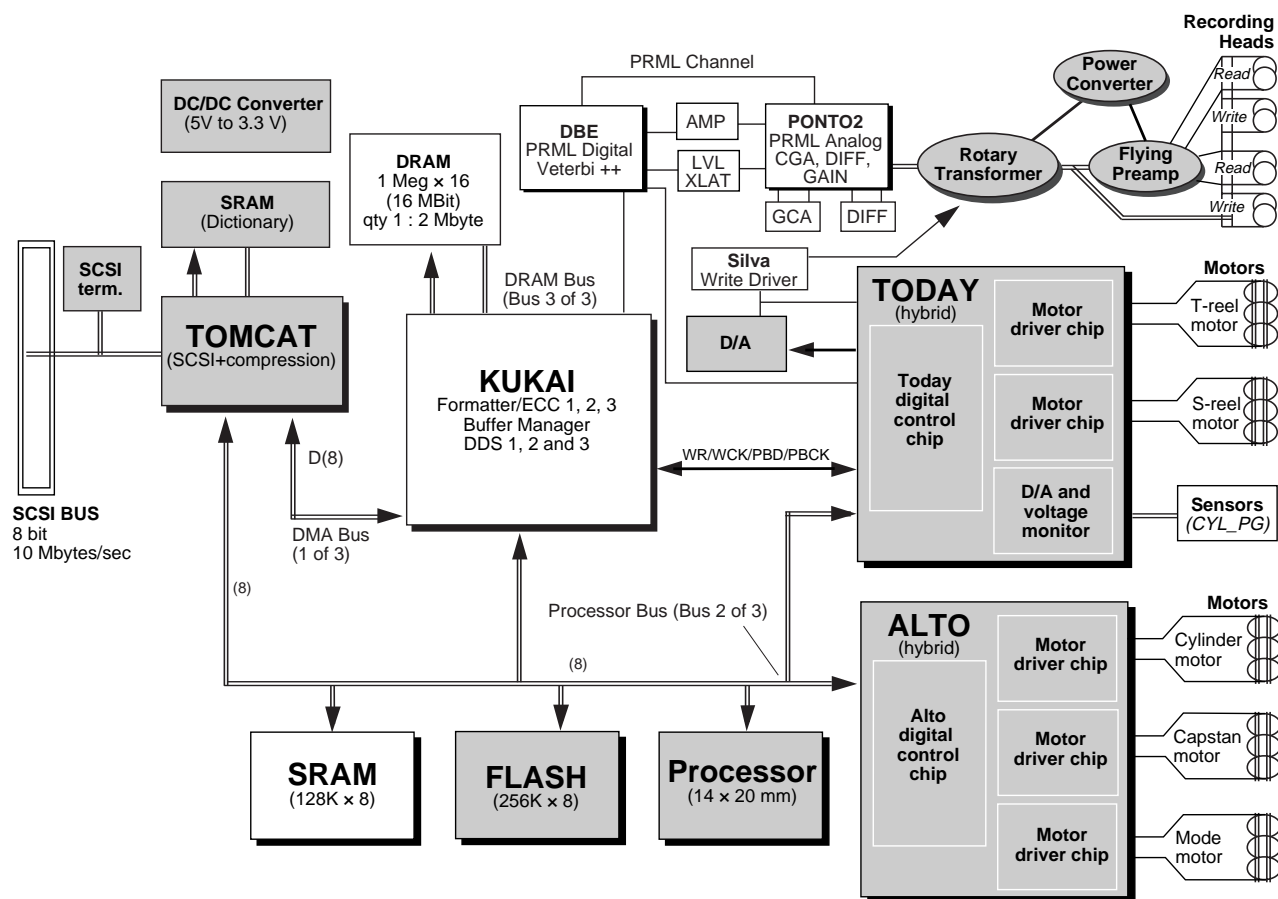 Recording
Heads
PRML Channel
Power
Converter
Read
Write
Read
Write
DC/DC Converter
(5V to 3.3 V)
DBE
PRML Digital
Veterbi ++
AMP
LVL
XLAT
PONTO2
PRML Analog
CGA, DIFF,
GAIN
GCA
DIFF
Rotary
Transformer
Flying
Preamp
DRAM
1 Meg × 16
(16 MBit)
qty 1 : 2 Mbyte
SRAM
(Dictionary)
SCSI
term.
DRAM Bus
(Bus 3 of 3)
Silva
Write Driver
D/A
TOMCAT
(SCSI+compression)
KUKAI
Formatter/ECC 1, 2, 3
Buffer Manager
DDS 1, 2 and 3
TODAY
(hybrid)
Today
digital
control
chip
Motor
driver chip
Motor
driver chip
D/A and
voltage
monitor
Motors
T-reel
motor
S-reel
motor
Sensors
(CYL_PG)
WR/WCK/PBD/PBCK
D(8)
DMA Bus
(1 of 3)
SCSI BUS
8 bit
10 Mbytes/sec
(8)
Processor Bus (Bus 2 of 3)
(8)
SRAM
(128K × 8)
FLASH
(256K × 8)
Processor
(14 × 20 mm)
ALTO
(hybrid)
Alto
digital
control
chip
Motor
driver chip
Motor
driver chip
Motor
driver chip
Motors
Cylinder
motor
Capstan
motor
Mode
motor